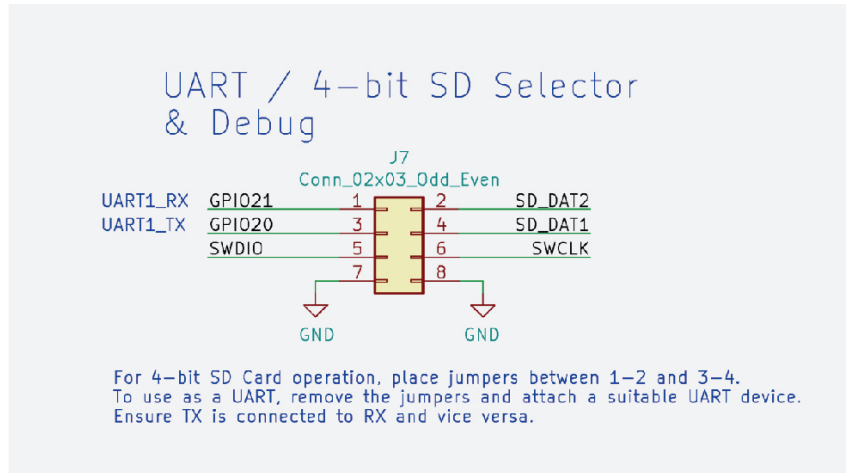 UART / 4-bit SD Selector
& Debug
J7
Conn_02x03_Odd_Even
UART1_RX GPIO21 1 2 SD_DAT2
UART1_TX GPIO20 3 4 SD_DAT1
SWDIO 5 6 SWCLK
7 8
GND GND
For 4-bit SD Card operation, place jumpers between 1-2 and 3-4.
To use as a UART, remove the jumpers and attach a suitable UART device.
Ensure TX is connected to RX and vice versa.